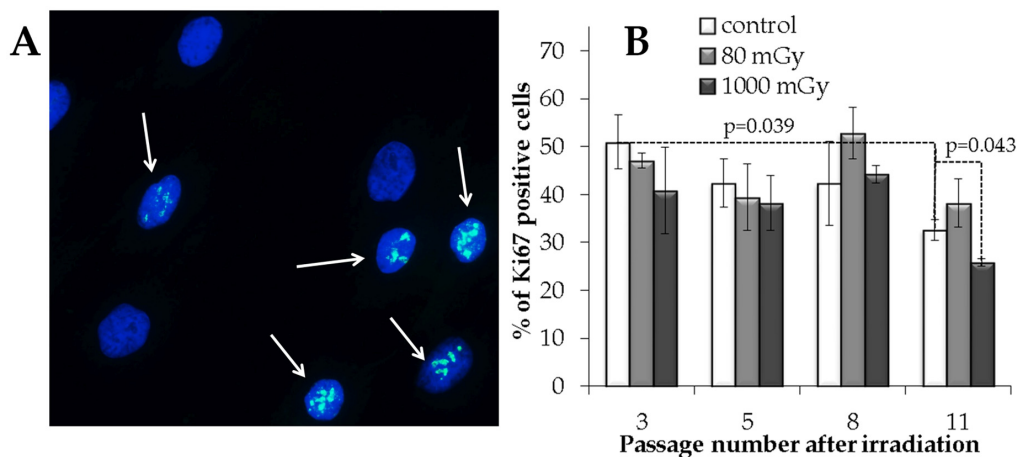 A
B
control
80 mGy
1000 mGy
% of Ki67 positive cells
70
60
50
40
30
20
10
0
p=0.039
p=0.043
3 5 8 11
Passage number after irradiation